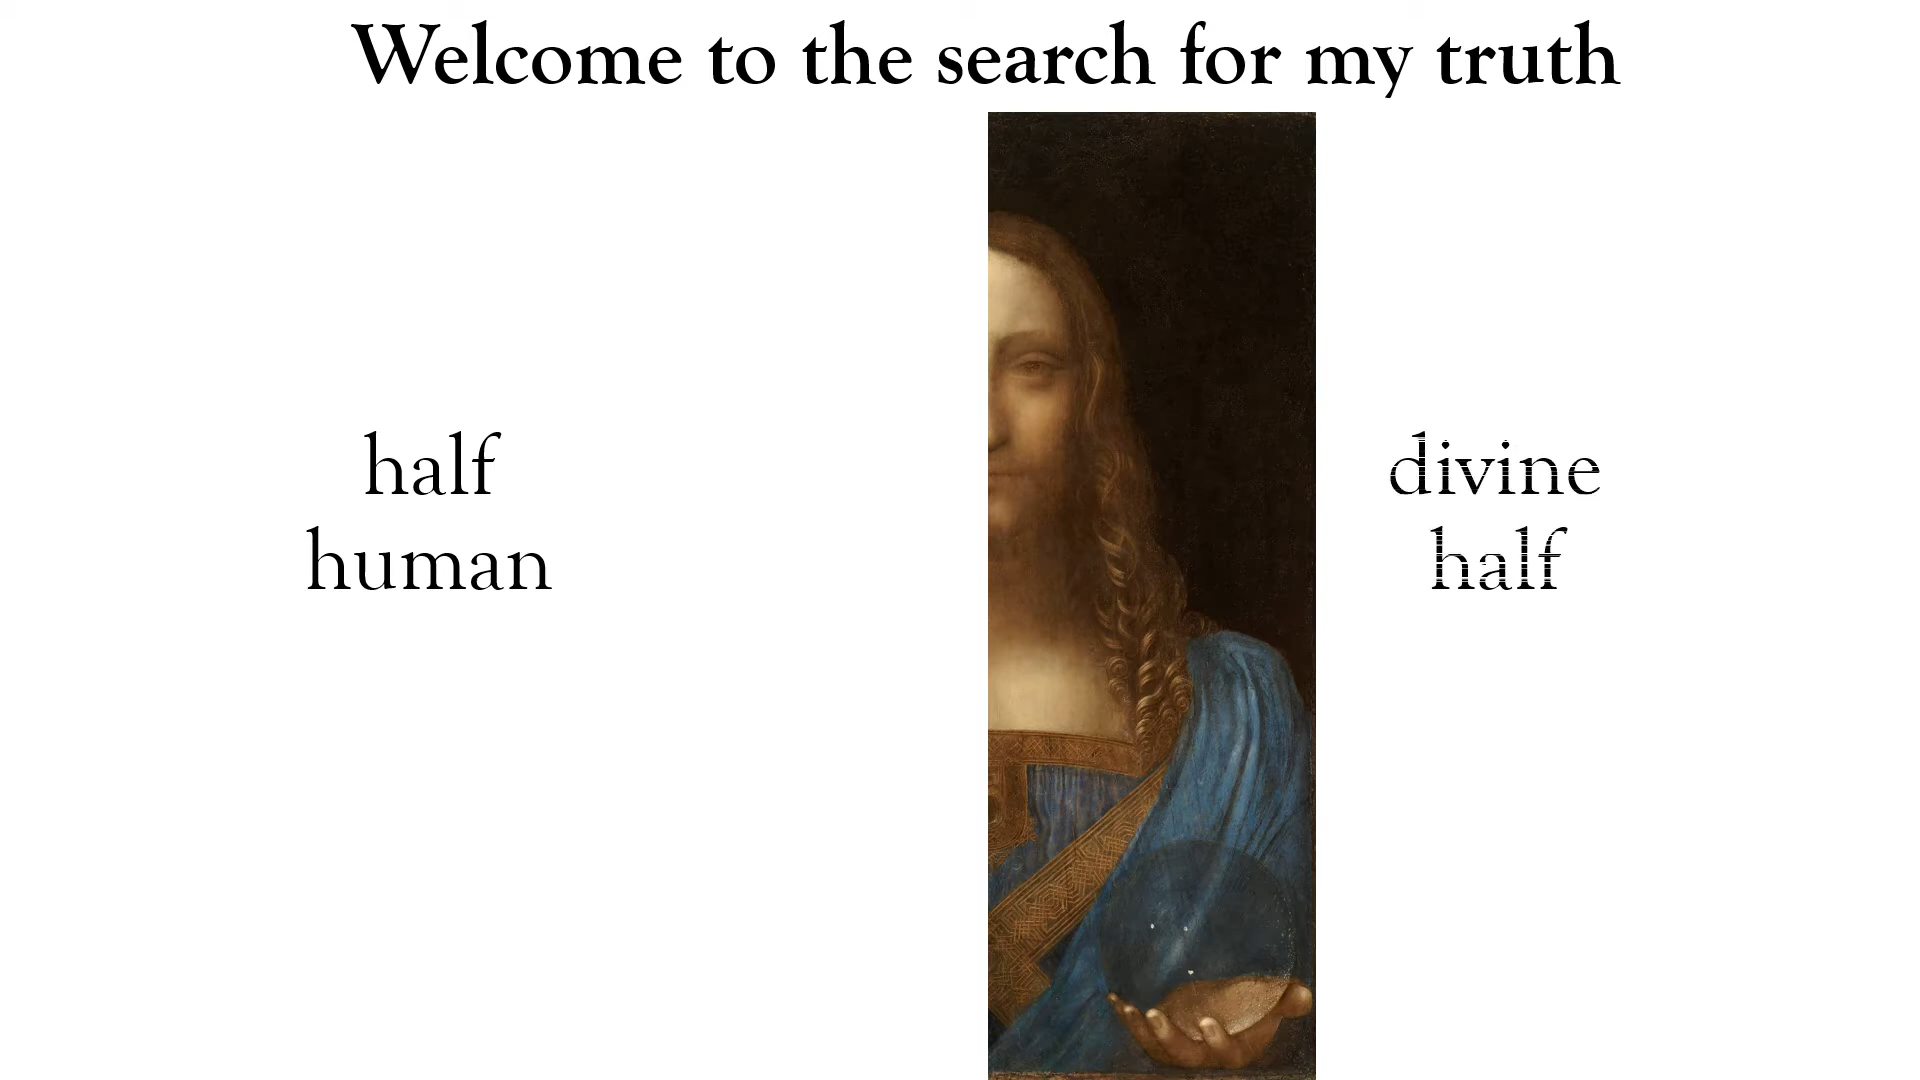 Welcome to the search for my truth
half
human
divine
half